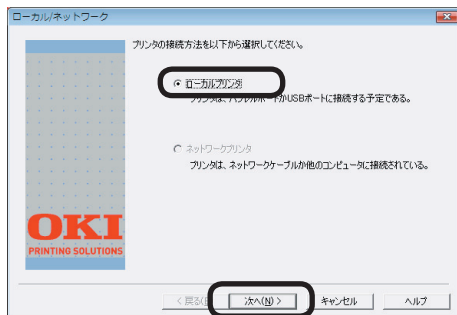 ローカル/ネットワーク
プリンタの接続方法を以下から選択してください。
ローカルプリンタ
プリンタは、パラレルポートかUSBポートに接続する予定である。
ネットワークプリンタ
プリンタは、ネットワークケーブルか他のコンピュータに接続されている。
OKI
PRINTING SOLUTIONS
< 戻る( 次へ(N) > キャンセル ヘルプ